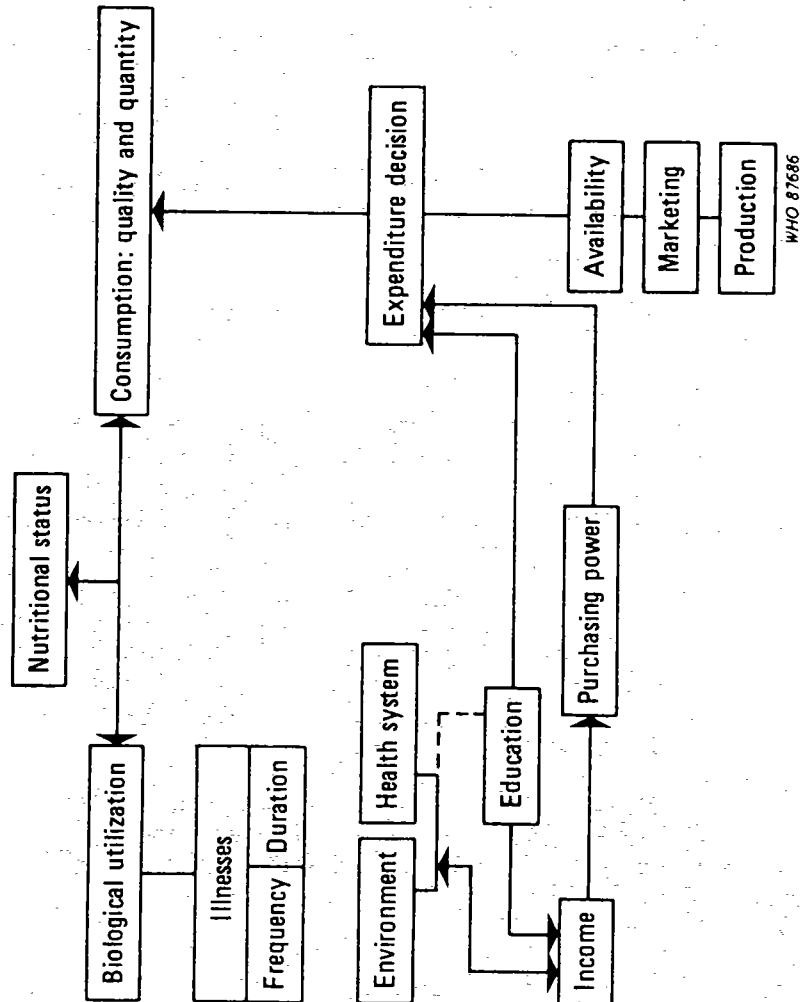 Nutritional status
Biological utilization
Consumption: quality and quantity
Illnesses
Frequency
Duration
Environment
Health system
Expenditure decision
Education
Income
Purchasing power
Availability
Marketing
Production
WHO 87686